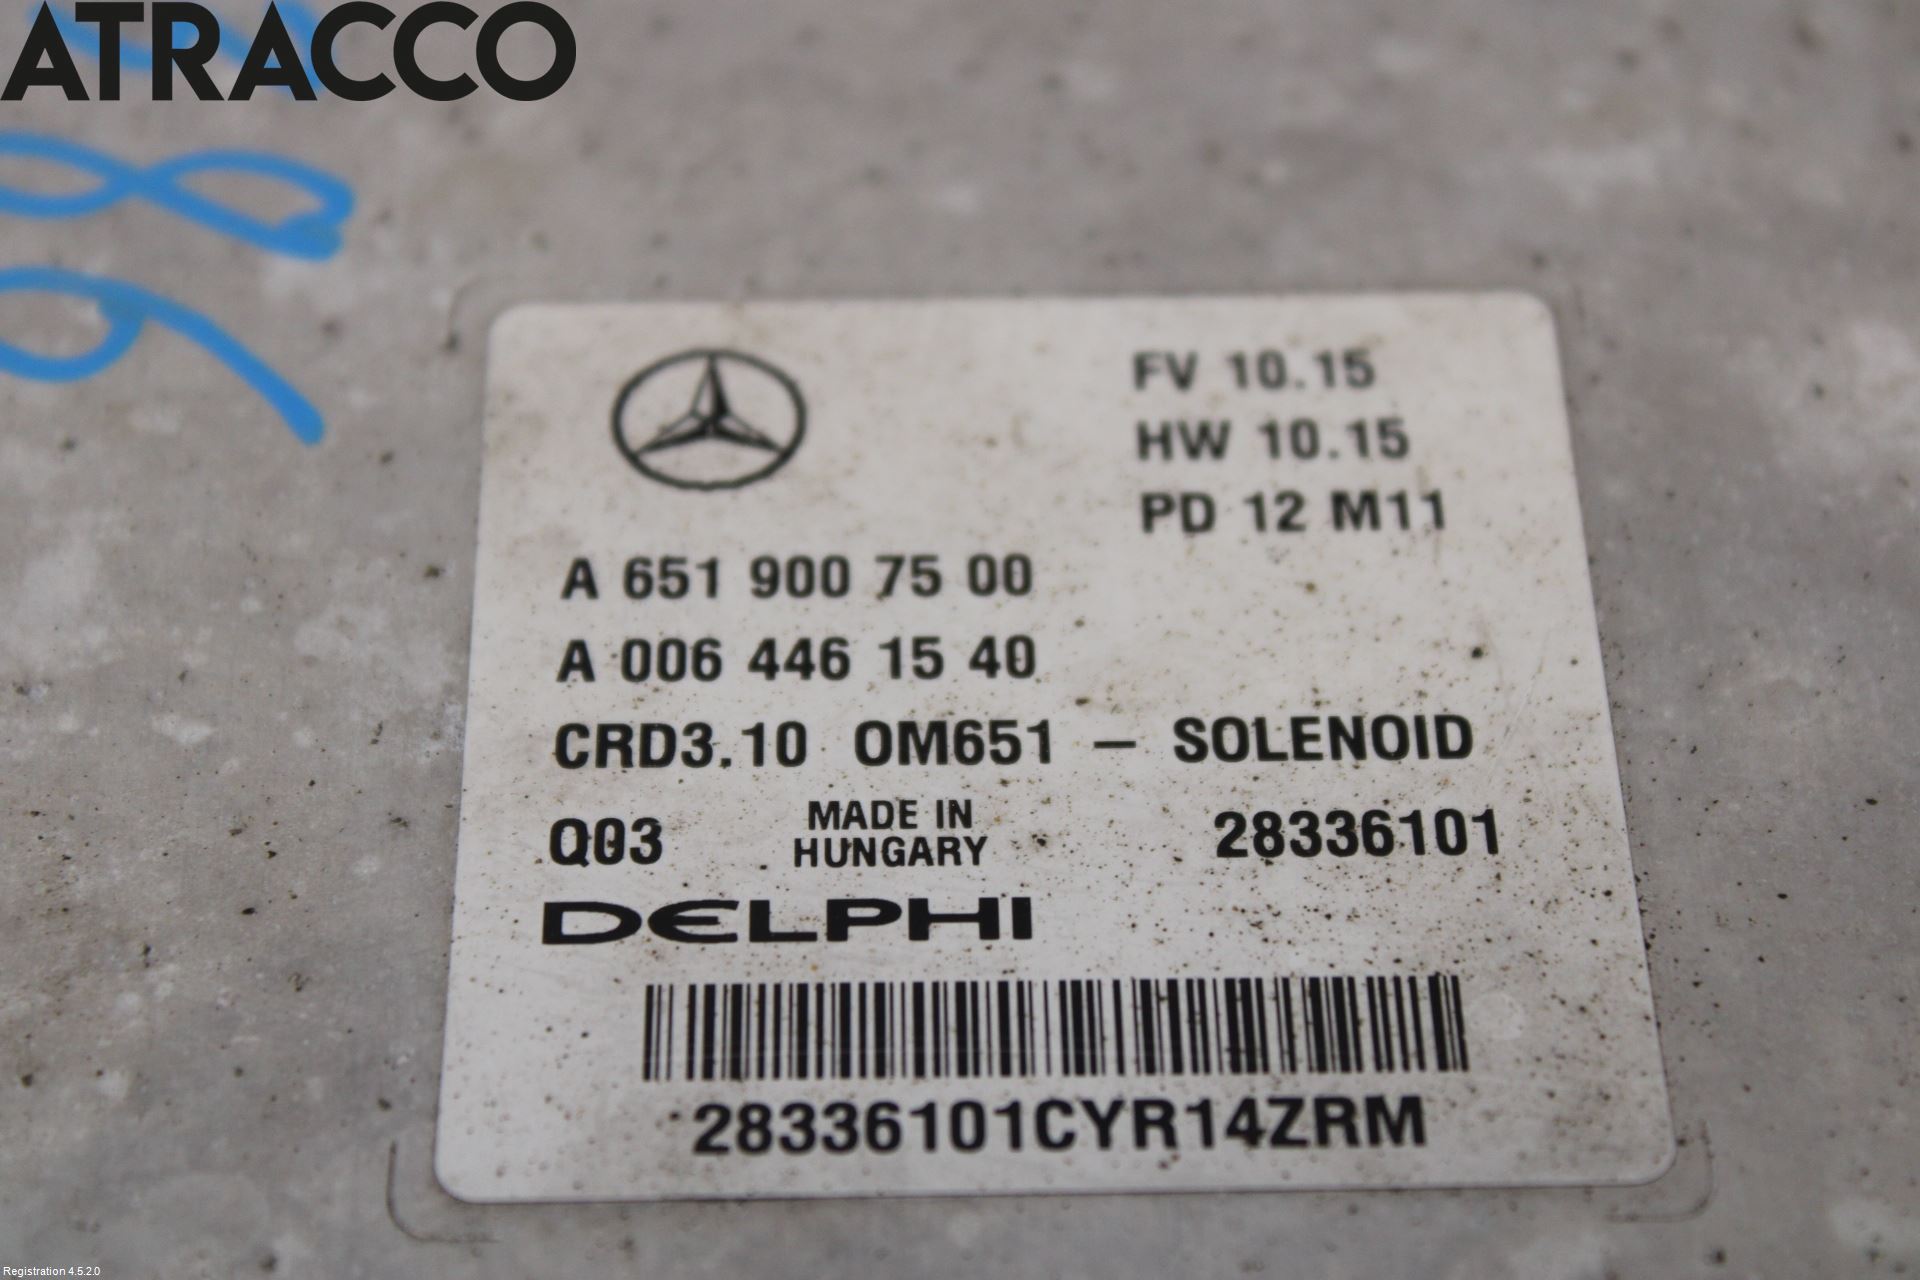 ATRACCO
FV 10.15
HW 10.15
PD 12 M11
A 651 900 75 00
A 006 446 15 40
CRD3.10 OM651 – SOLENOID
Q03 MADE IN HUNGARY 28336101
DELPHI
28336101CYR14ZRM
Registration 4.5.2.0